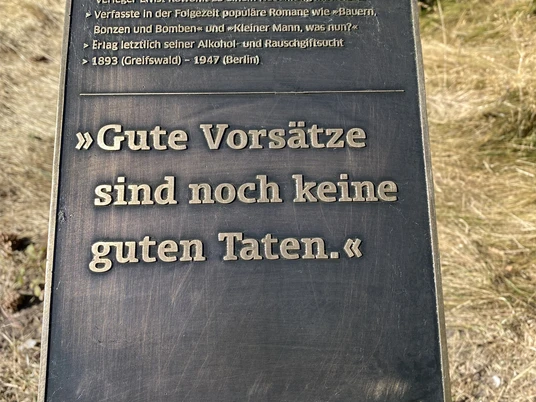 > Verfasste in der Folgezeit populäre Romane wie »Bauern,
Bonzen und Bomben« und »Kleiner Mann, was nun?«
> Erlag letztlich seiner Alkohol- und Rauschgiftsucht
> 1893 (Greifswald) – 1947 (Berlin)
»Gute Vorsätze
sind noch keine
guten Taten.«